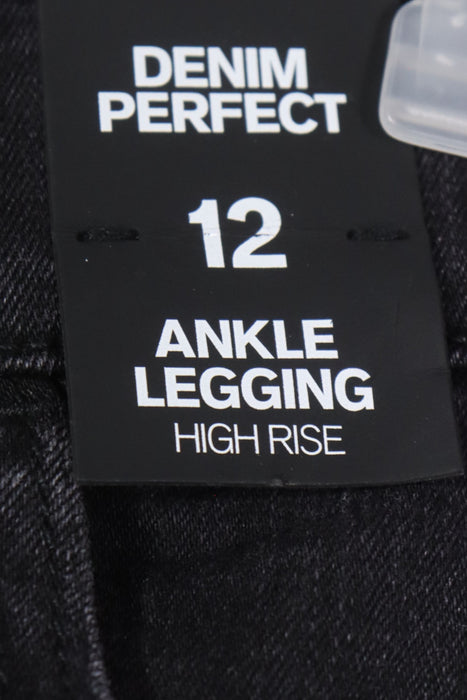 DENIM
PERFECT
12
ANKLE
LEGGING
HIGH RISE